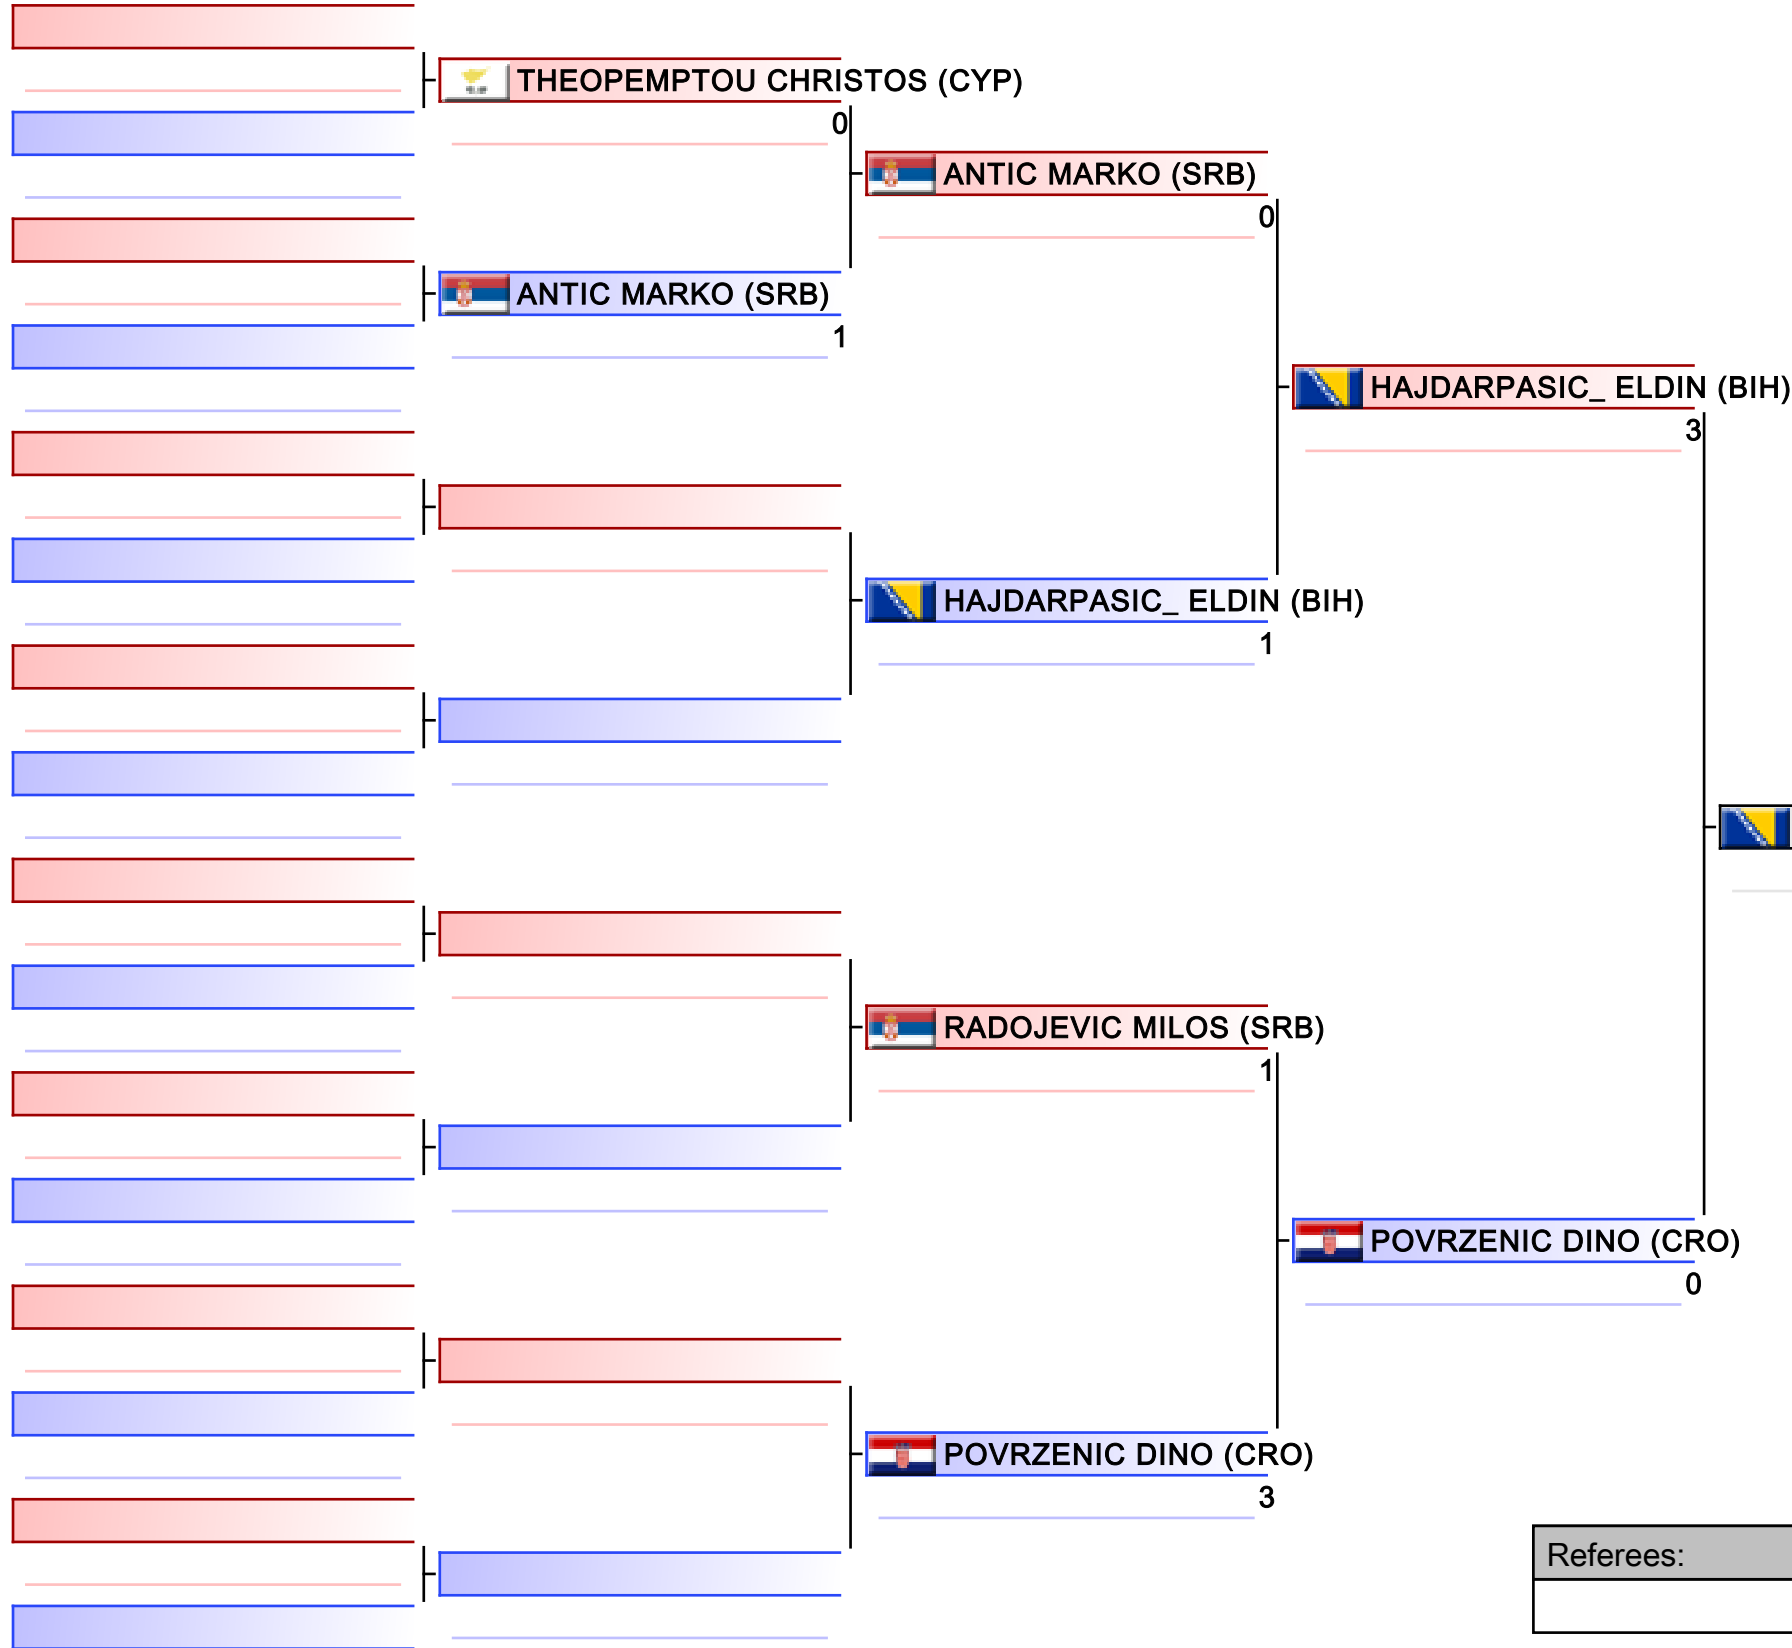 THEOPEMPTOU CHRISTOS (CYP)
0
ANTIC MARKO (SRB)
0
ANTIC MARKO (SRB)
1
HAJDARPASIC_ ELDIN (BIH)
3
HAJDARPASIC_ ELDIN (BIH)
1
RADOJEVIC MILOS (SRB)
1
POVRZENIC DINO (CRO)
0
POVRZENIC DINO (CRO)
3
Referees: